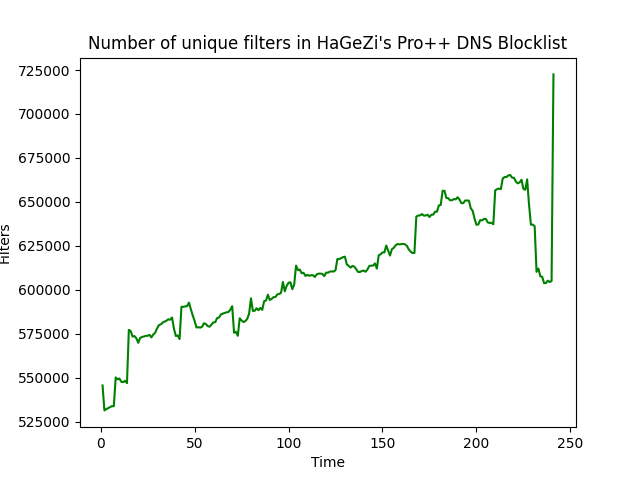 Number of unique filters in HaGeZi's Pro++ DNS Blocklist
725000
700000
675000
650000
625000
600000
575000
550000
525000
Filters
0 50 100 150 200 250
Time